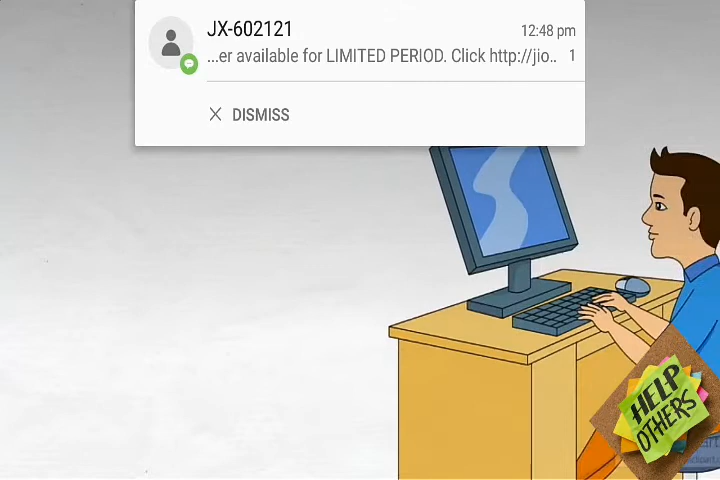 JX-602121
12:48 pm
...er available for LIMITED PERIOD. Click http://jio..
1
DISMISS
HELP
OTHERS